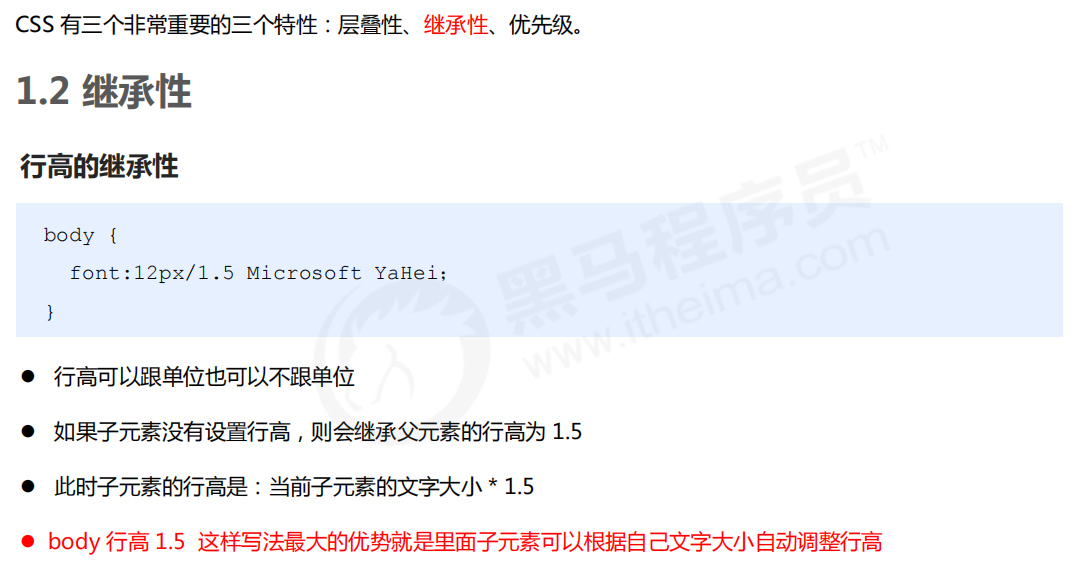 CSS 有三个非常重要的三个特性：层叠性、继承性、优先级。
1.2 继承性
行高的继承性
body {
font:12px/1.5 Microsoft YaHei;
}
行高可以跟单位也可以不跟单位
如果子元素没有设置行高，则会继承父元素的行高为 1.5
此时子元素的行高是：当前子元素的文字大小 * 1.5
body 行高 1.5 这样写法最大的优势就是里面子元素可以根据自己文字大小自动调整行高
黑马程序员™
www.itheima.com